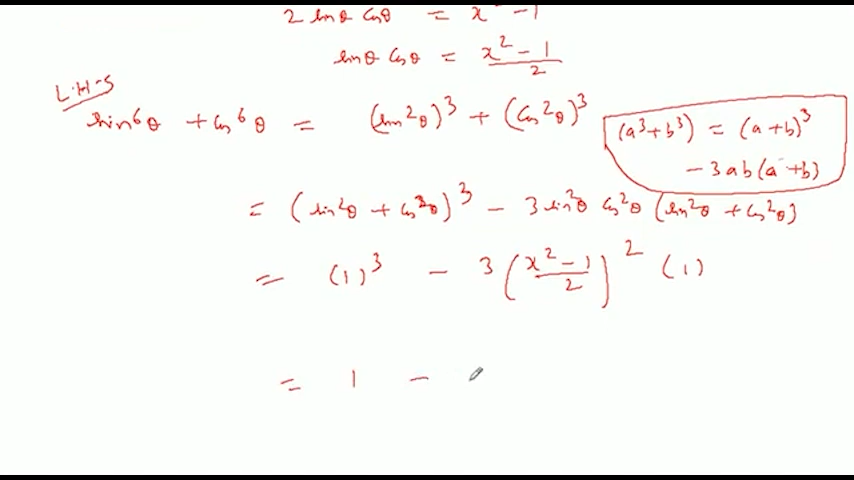 2 sinθ cosθ = x² - 1
sinθ cosθ = (x² - 1)/2
L.H.S
sin⁶θ + cos⁶θ = (sin²θ)³ + (cos²θ)³
(a³+b³) = (a+b)³
- 3ab(a+b)
= (sin²θ + cos²θ)³ - 3 sin²θ cos²θ (sin²θ + cos²θ)
= (1)³ - 3((x² - 1)/2)² (1)
= 1 -